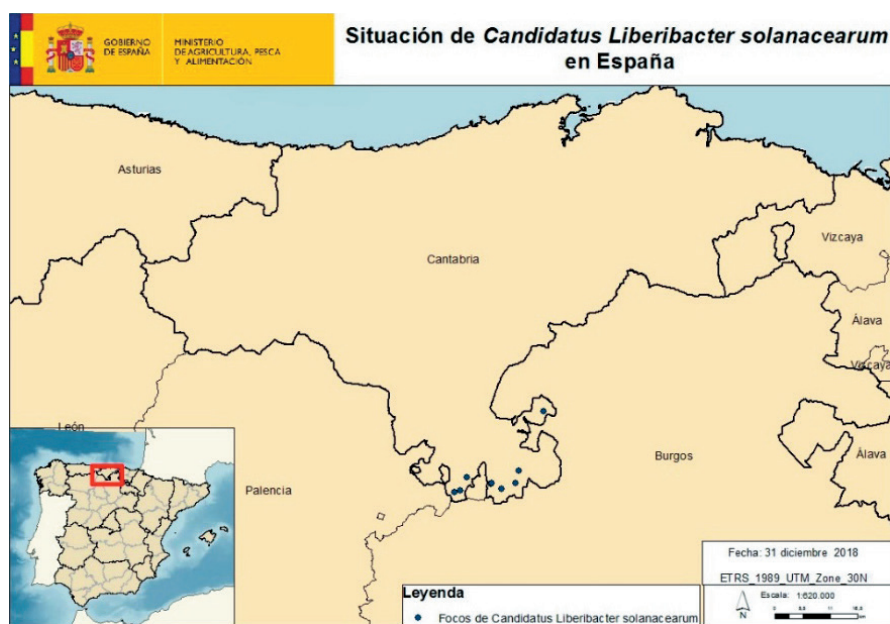 GOBIERNO
DE ESPAÑA
MINISTERIO
DE AGRICULTURA, PESCA
Y ALIMENTACIÓN
Situación de Candidatus Liberibacter solanacearum
en España
Asturias
Cantabria
Vizcaya
Álava
Vizcaya
León
Palencia
Burgos
Álava
Fecha: 31 diciembre 2018
ETRS_1989_UTM_Zone_30N
Escala: 1:620.000
N
Leyenda
Focos de Candidatus Liberibacter solanacearum